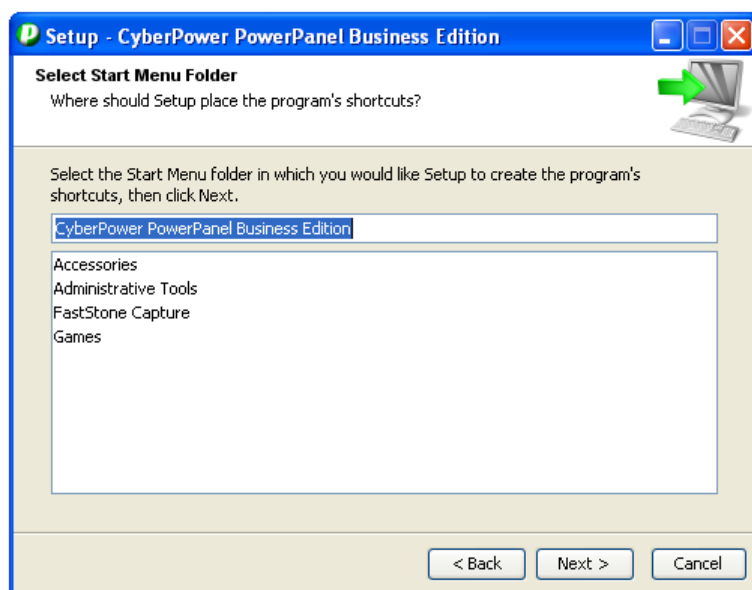 Setup - CyberPower PowerPanel Business Edition
Select Start Menu Folder
Where should Setup place the program's shortcuts?
Select the Start Menu folder in which you would like Setup to create the program's
shortcuts, then click Next.
CyberPower PowerPanel Business Edition
Accessories
Administrative Tools
FastStone Capture
Games
< Back Next > Cancel